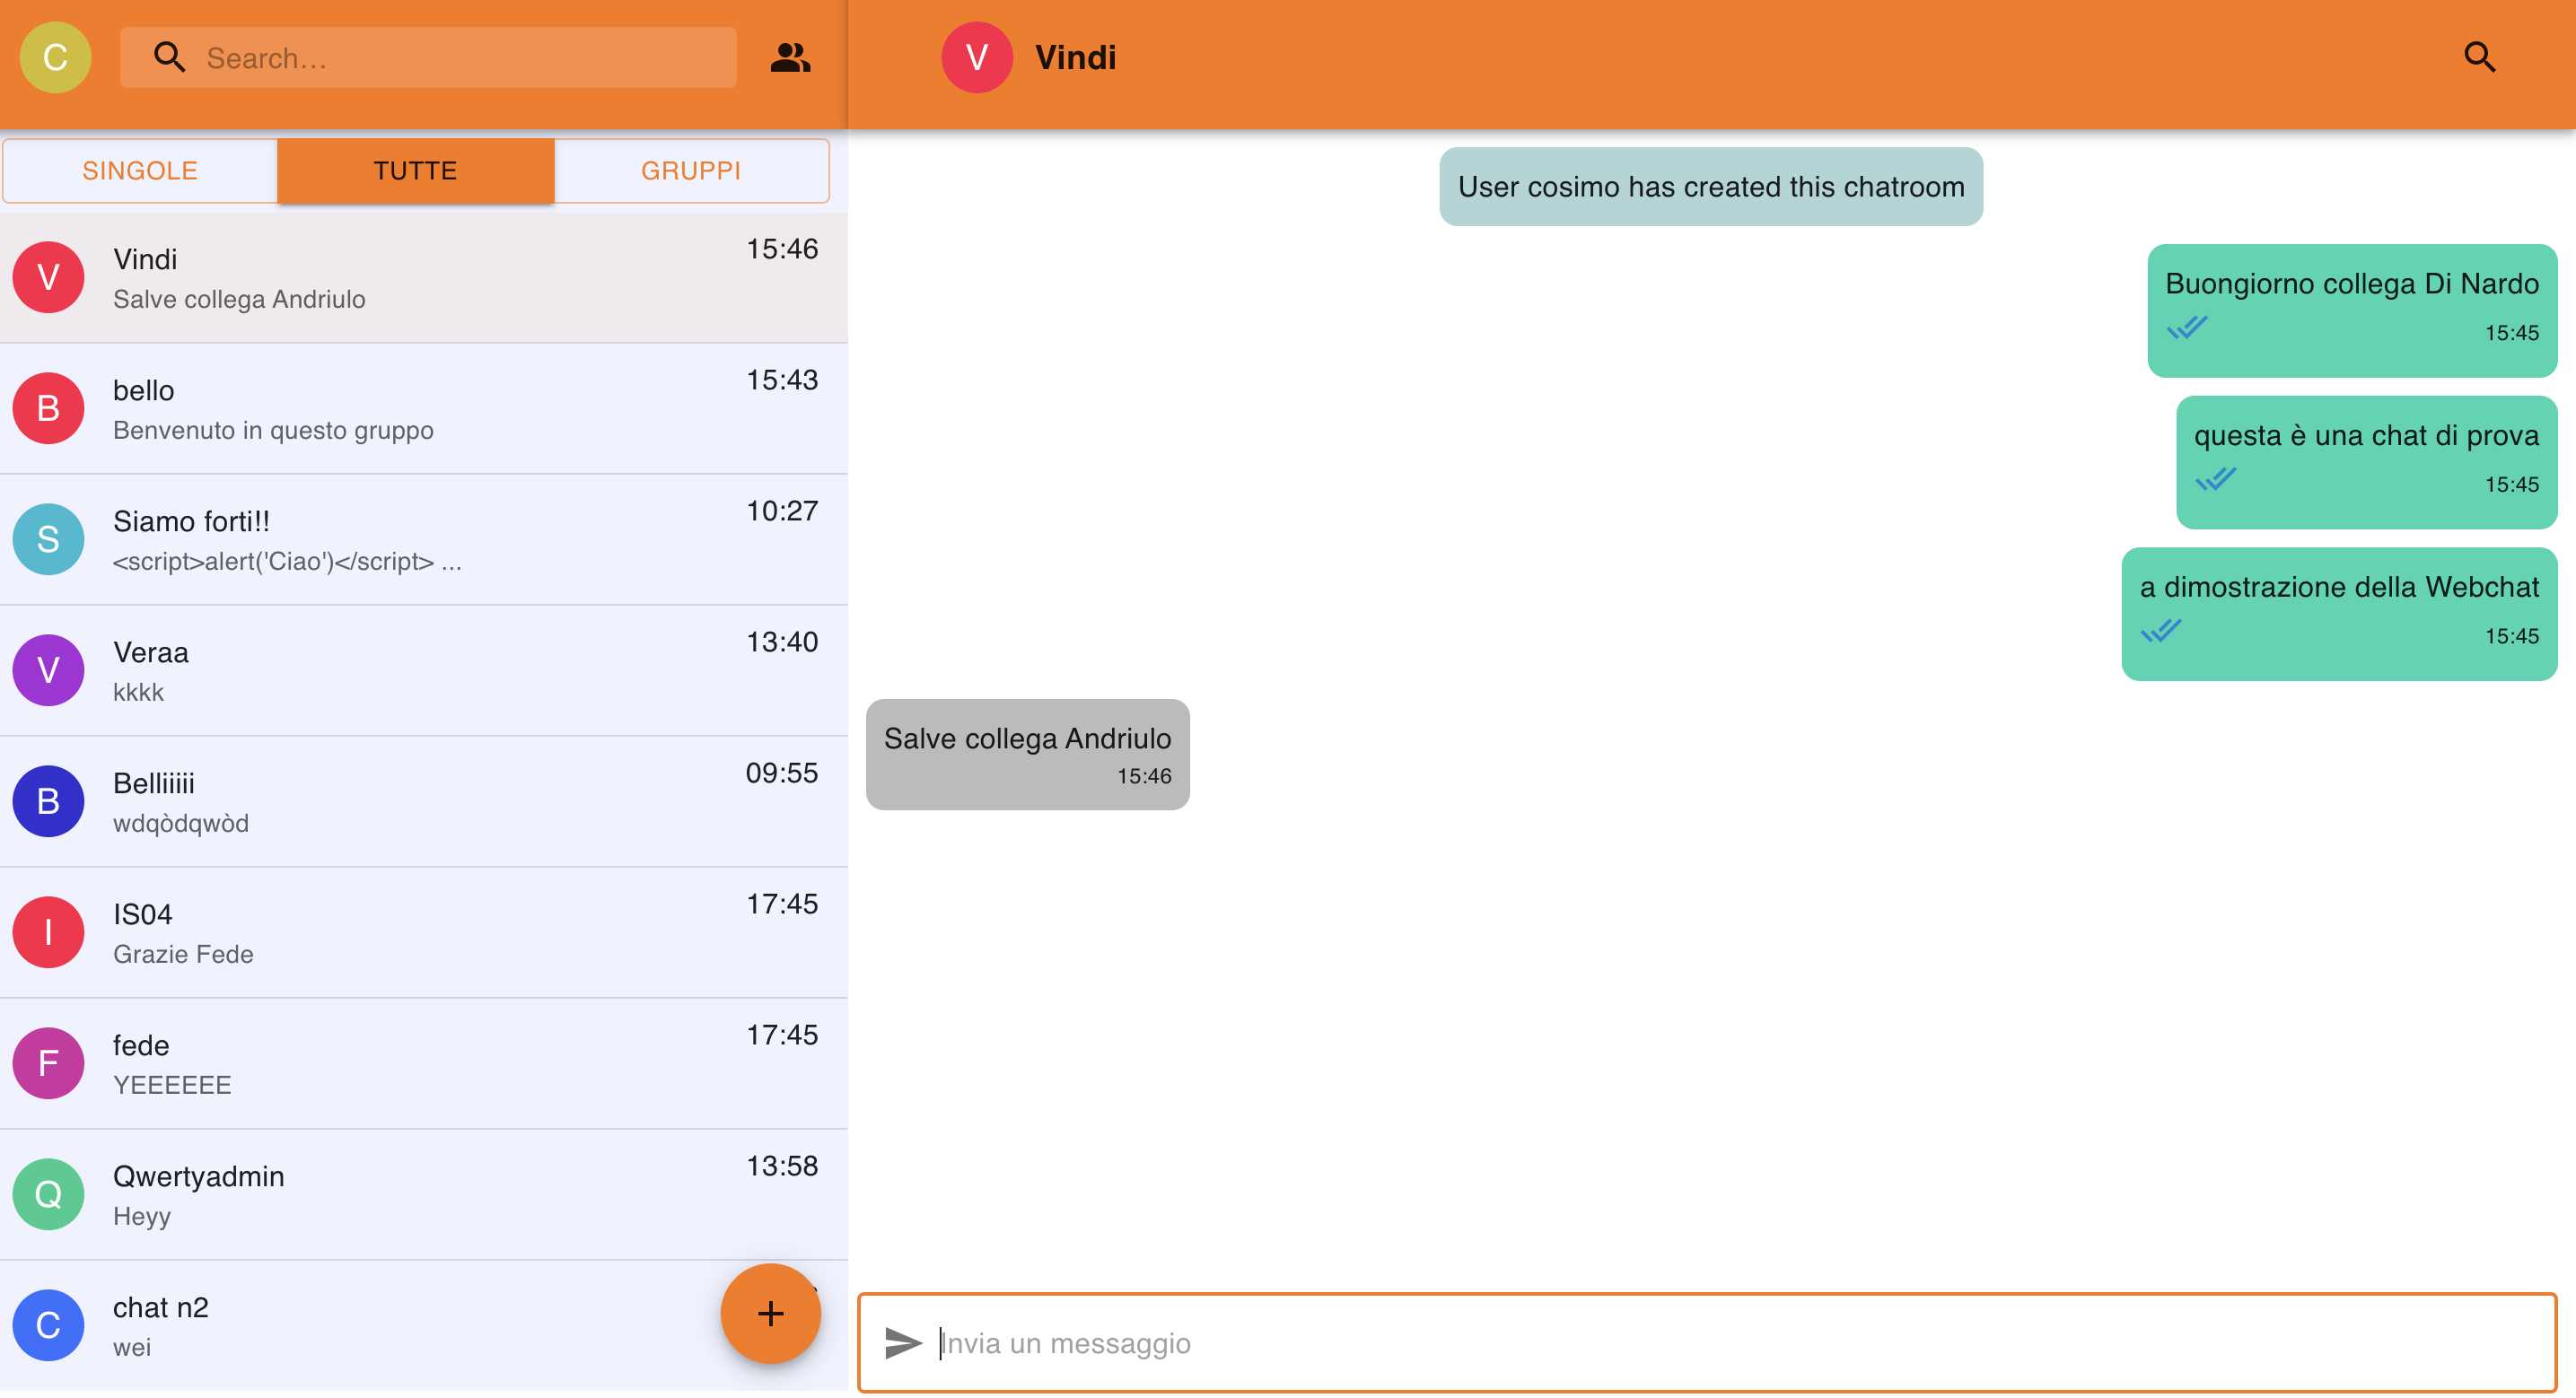 C
Search…
SINGOLE
TUTTE
GRUPPI
V
Vindi
15:46
Salve collega Andriulo
B
bello
15:43
Benvenuto in questo gruppo
S
Siamo forti!!
10:27
<script>alert('Ciao')</script> ...
V
Veraa
13:40
kkkk
B
Belliiiii
09:55
wdqòdqwòd
I
IS04
17:45
Grazie Fede
F
fede
17:45
YEEEEEE
Q
Qwertyadmin
13:58
Heyy
C
chat n2
wei
V
Vindi
User cosimo has created this chatroom
Buongiorno collega Di Nardo
15:45
questa è una chat di prova
15:45
a dimostrazione della Webchat
15:45
Salve collega Andriulo
15:46
Invia un messaggio